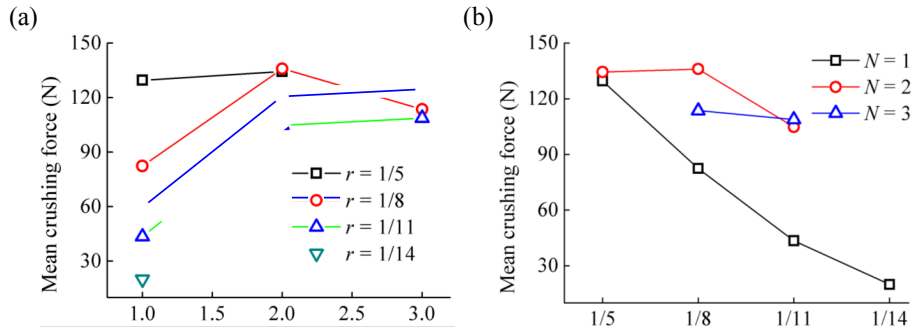 (a)
Mean crushing force (N)
150
120
90
60
30
1.0 1.5 2.0 2.5 3.0
r = 1/5
r = 1/8
r = 1/11
r = 1/14
(b)
Mean crushing force (N)
150
120
90
60
30
1/5 1/8 1/11 1/14
N = 1
N = 2
N = 3